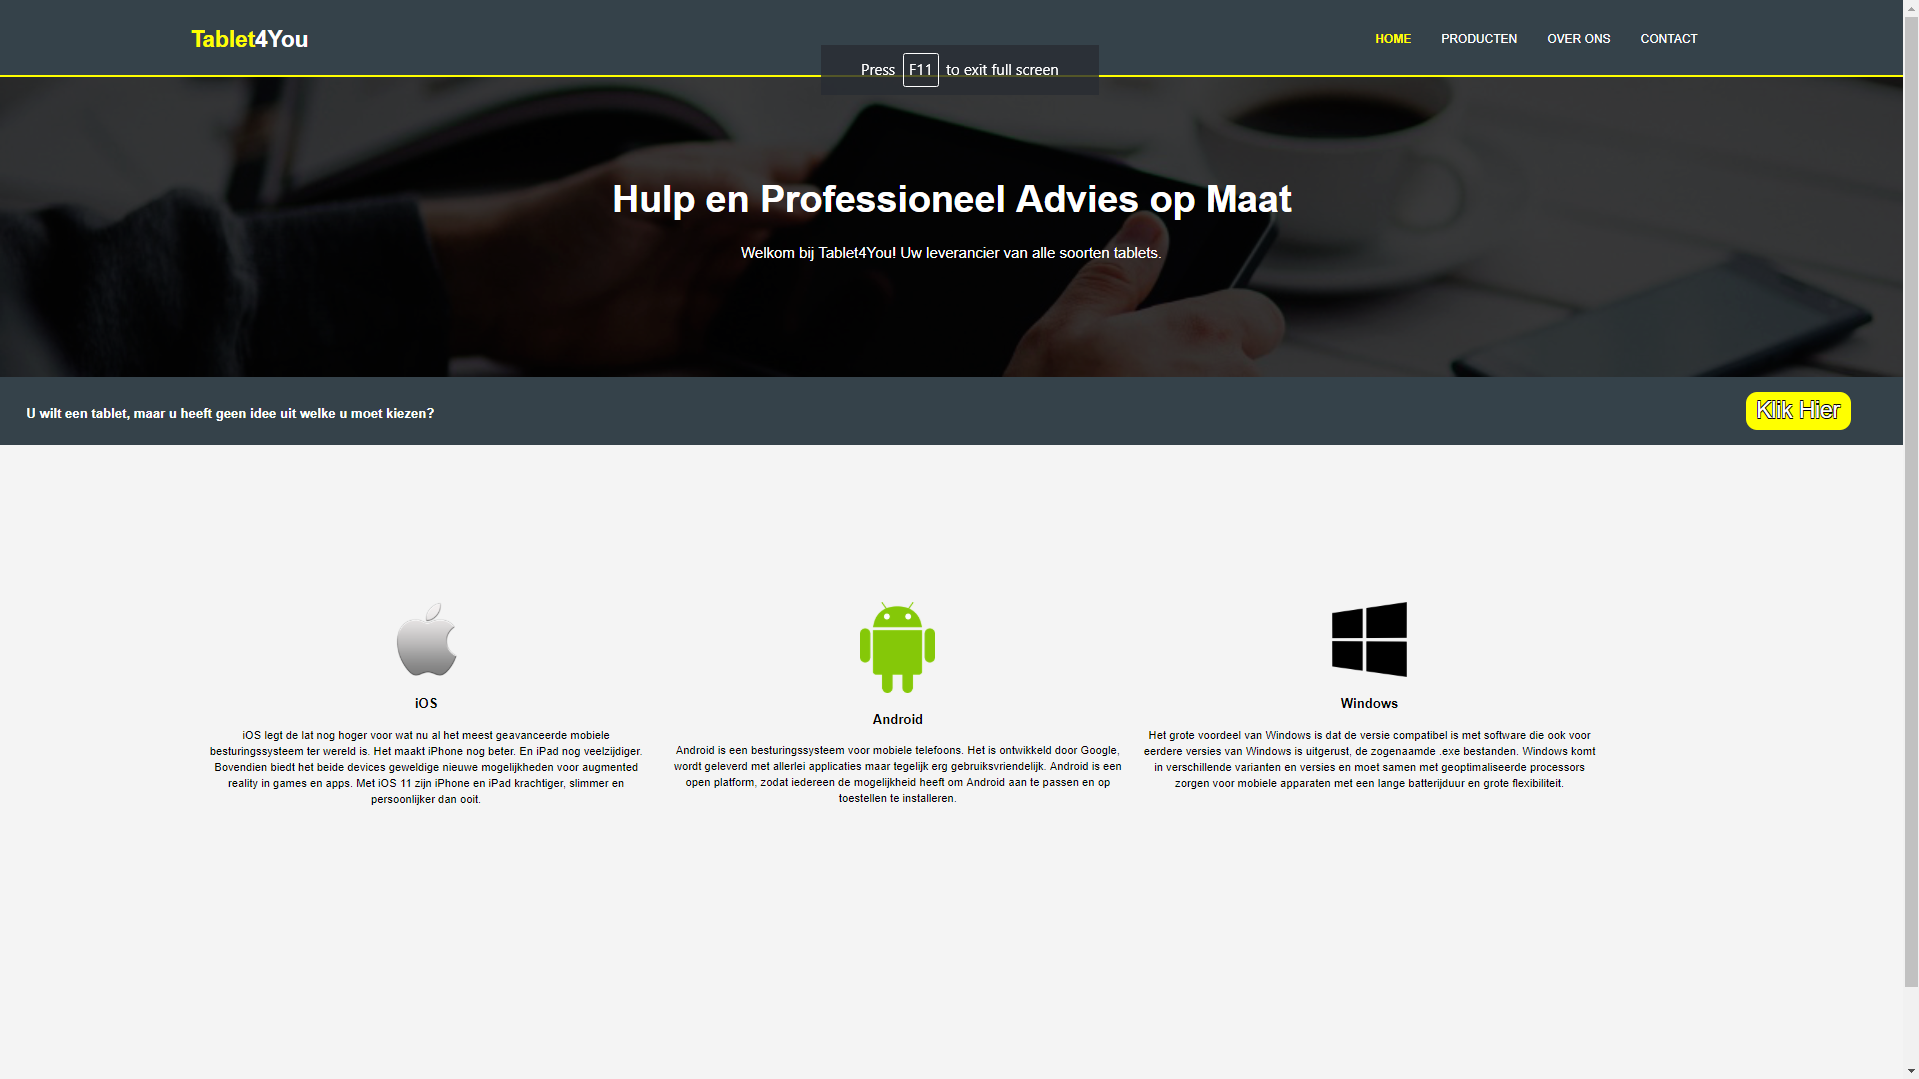 Tablet4You
HOME PRODUCTEN OVER ONS CONTACT
Press F11 to exit full screen
Hulp en Professioneel Advies op Maat
Welkom bij Tablet4You! Uw leverancier van alle soorten tablets.
U wilt een tablet, maar u heeft geen idee uit welke u moet kiezen?
Klik Hier
iOS
iOS legt de lat nog hoger voor wat nu al het meest geavanceerde mobiele
besturingssysteem ter wereld is. Het maakt iPhone nog beter. En iPad nog veelzijdiger.
Bovendien biedt het beide devices geweldige nieuwe mogelijkheden voor augmented
reality in games en apps. Met iOS 11 zijn iPhone en iPad krachtiger, slimmer en
persoonlijker dan ooit.
Android
Android is een besturingssysteem voor mobiele telefoons. Het is ontwikkeld door Google,
wordt geleverd met allerlei applicaties maar tegelijk erg gebruiksvriendelijk. Android is een
open platform, zodat iedereen de mogelijkheid heeft om Android aan te passen en op
toestellen te installeren.
Windows
Het grote voordeel van Windows is dat de versie compatibel is met software die ook voor
eerdere versies van Windows is uitgerust, de zogenaamde .exe bestanden. Windows komt
in verschillende varianten en versies en moet samen met geoptimaliseerde processors
zorgen voor mobiele apparaten met een lange batterijduur en grote flexibiliteit.